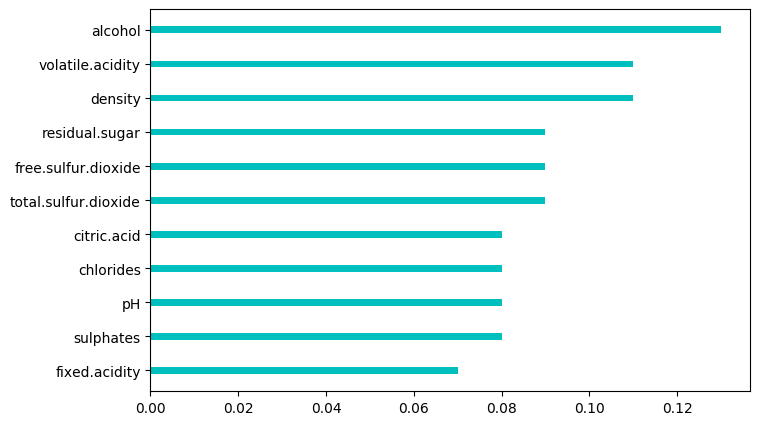 alcohol
volatile.acidity
density
residual.sugar
free.sulfur.dioxide
total.sulfur.dioxide
citric.acid
chlorides
pH
sulphates
fixed.acidity
0.00 0.02 0.04 0.06 0.08 0.10 0.12